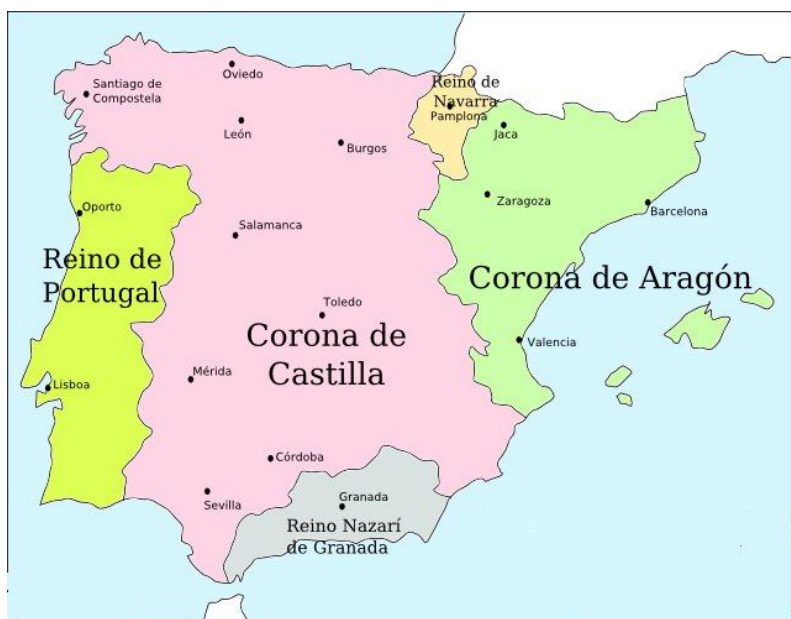 Oviedo
Santiago de
Compostela
León
Burgos
Reino de
Navarra
Pamplona
Jaca
Zaragoza
Barcelona
Oporto
Salamanca
Reino de
Portugal
Corona de Aragón
Toledo
Corona de
Castilla
Valencia
Mérida
Lisboa
Córdoba
Sevilla
Granada
Reino Nazarí
de Granada